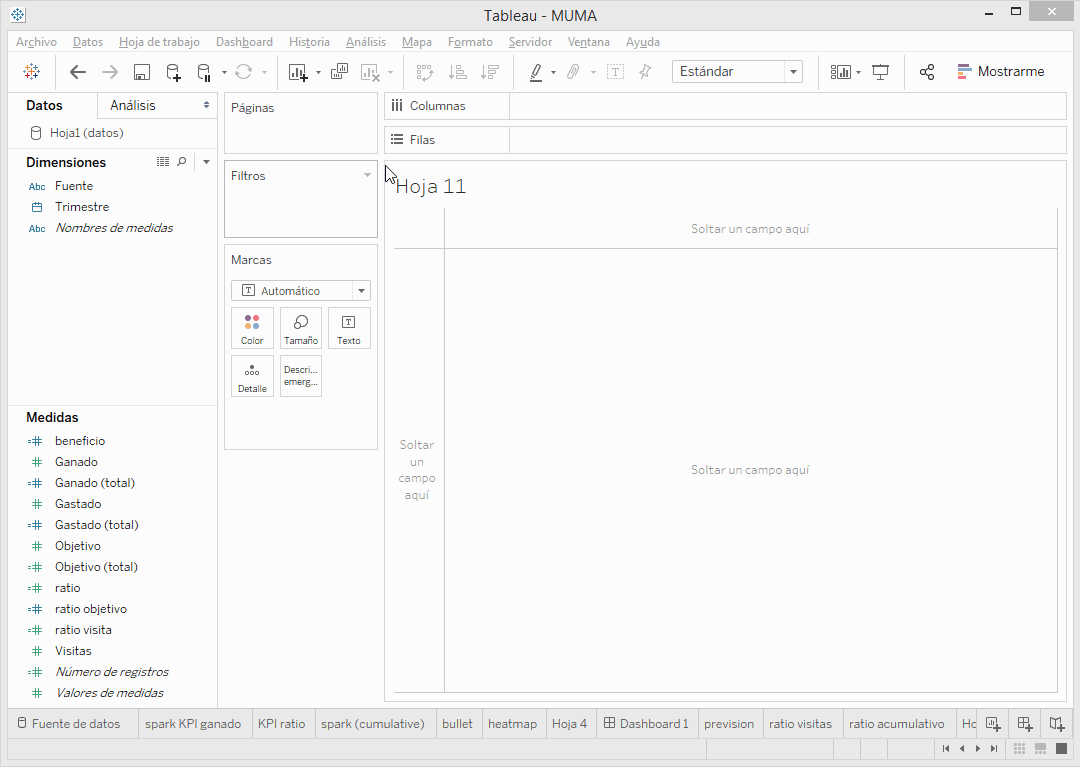 Tableau - MUMA
Archivo Datos Hoja de trabajo Dashboard Historia Análisis Mapa Formato Servidor Ventana Ayuda
Estándar
Mostrarme
Datos
Análisis
Hoja1 (datos)
Dimensiones
Abc Fuente
Trimestre
Abc Nombres de medidas
Medidas
beneficio
Ganado
Ganado (total)
Gastado
Gastado (total)
Objetivo
Objetivo (total)
ratio
ratio objetivo
ratio visita
Visitas
Número de registros
Valores de medidas
Páginas
Filtros
Marcas
Automático
Color
Tamaño
Texto
Detalle
Descri...
emerg...
Columnas
Filas
Hoja 11
Soltar un campo aquí
Soltar
un
campo
aquí
Soltar un campo aquí
Fuente de datos spark KPI ganado KPI ratio spark (cumulative) bullet heatmap Hoja 4 Dashboard 1 prevision ratio visitas ratio acumulativo Ho